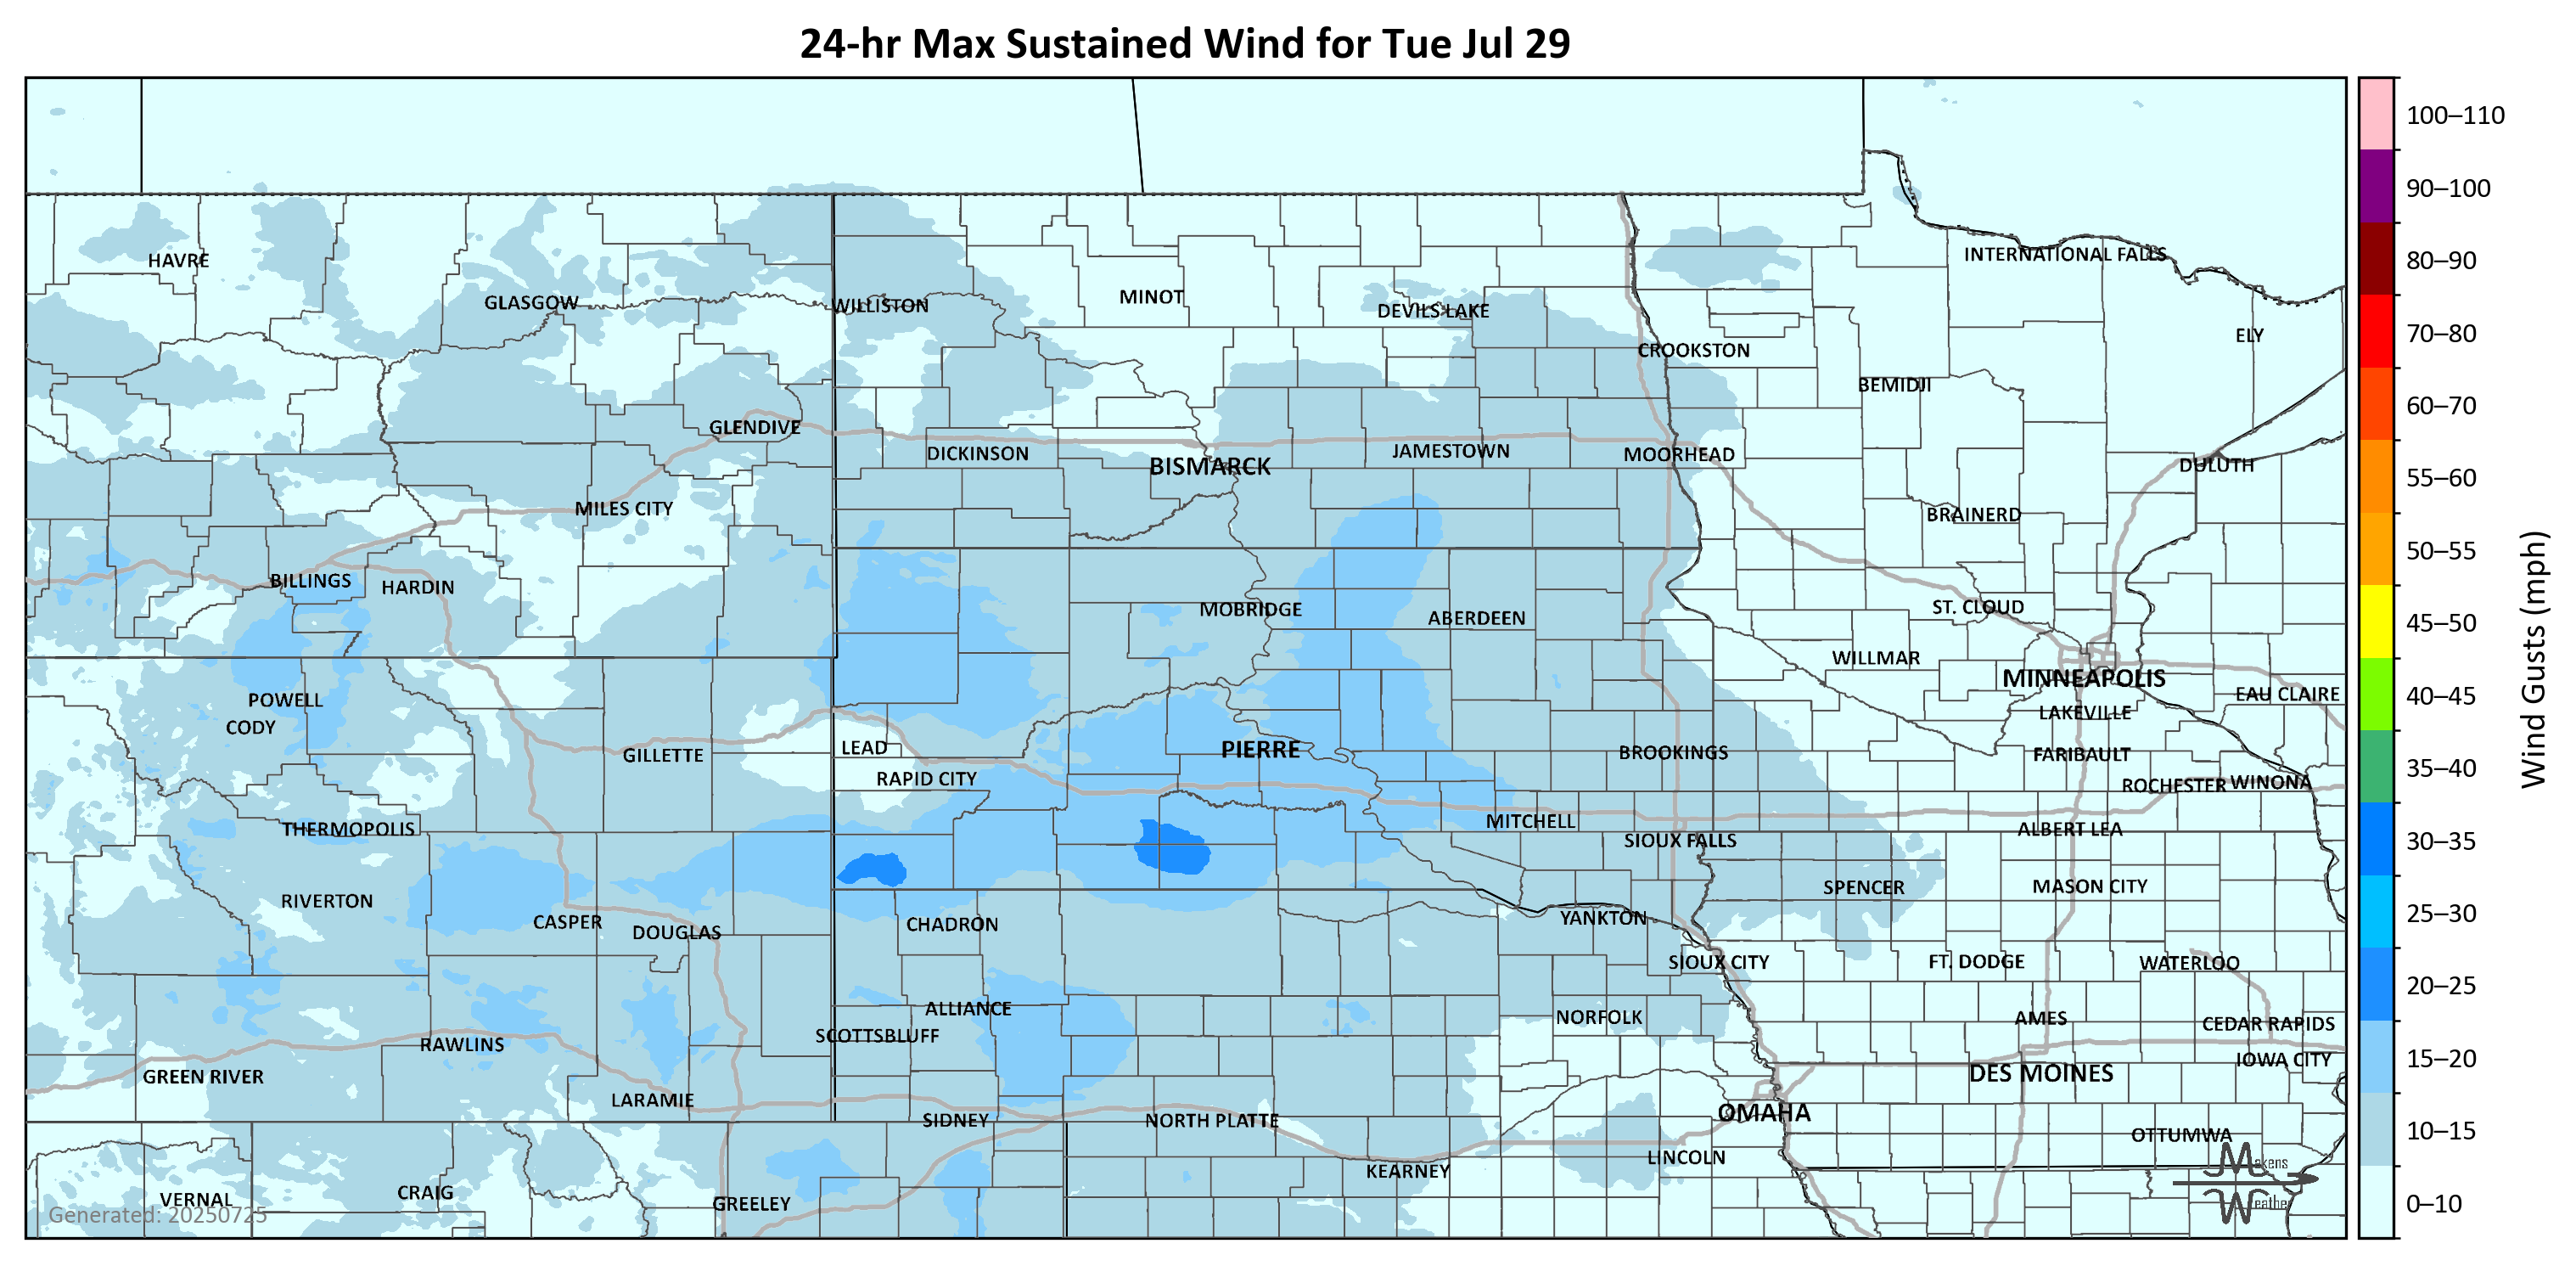 24-hr Max Sustained Wind for Tue Jul 29
100–110
90–100
80–90
70–80
60–70
55–60
50–55
45–50
40–45
35–40
30–35
25–30
20–25
15–20
10–15
0–10
Wind Gusts (mph)
HAVRE
INTERNATIONAL FALLS
GLASGOW
WILLISTON
MINOT
DEVILS LAKE
ELY
CROOKSTON
BEMIDJI
GLENDIVE
DICKINSON
BISMARCK
JAMESTOWN
MOORHEAD
DULUTH
MILES CITY
BRAINERD
BILLINGS
HARDIN
MOBRIDGE
ABERDEEN
ST. CLOUD
WILLMAR
MINNEAPOLIS
POWELL
EAU CLAIRE
CODY
LAKEVILLE
GILLETTE
LEAD
PIERRE
BROOKINGS
FARIBAULT
RAPID CITY
ROCHESTER
WINONA
THERMOPOLIS
MITCHELL
SIOUX FALLS
ALBERT LEA
RIVERTON
SPENCER
MASON CITY
CASPER
DOUGLAS
CHADRON
YANKTON
SIOUX CITY
FT. DODGE
WATERLOO
ALLIANCE
NORFOLK
AMES
CEDAR RAPIDS
RAWLINS
SCOTTSBLUFF
IOWA CITY
GREEN RIVER
DES MOINES
LARAMIE
SIDNEY
NORTH PLATTE
OMAHA
OTTUMWA
KEARNEY
LINCOLN
VERNAL
CRAIG
GREELEY
Generated: 20250725
Makens
Weather